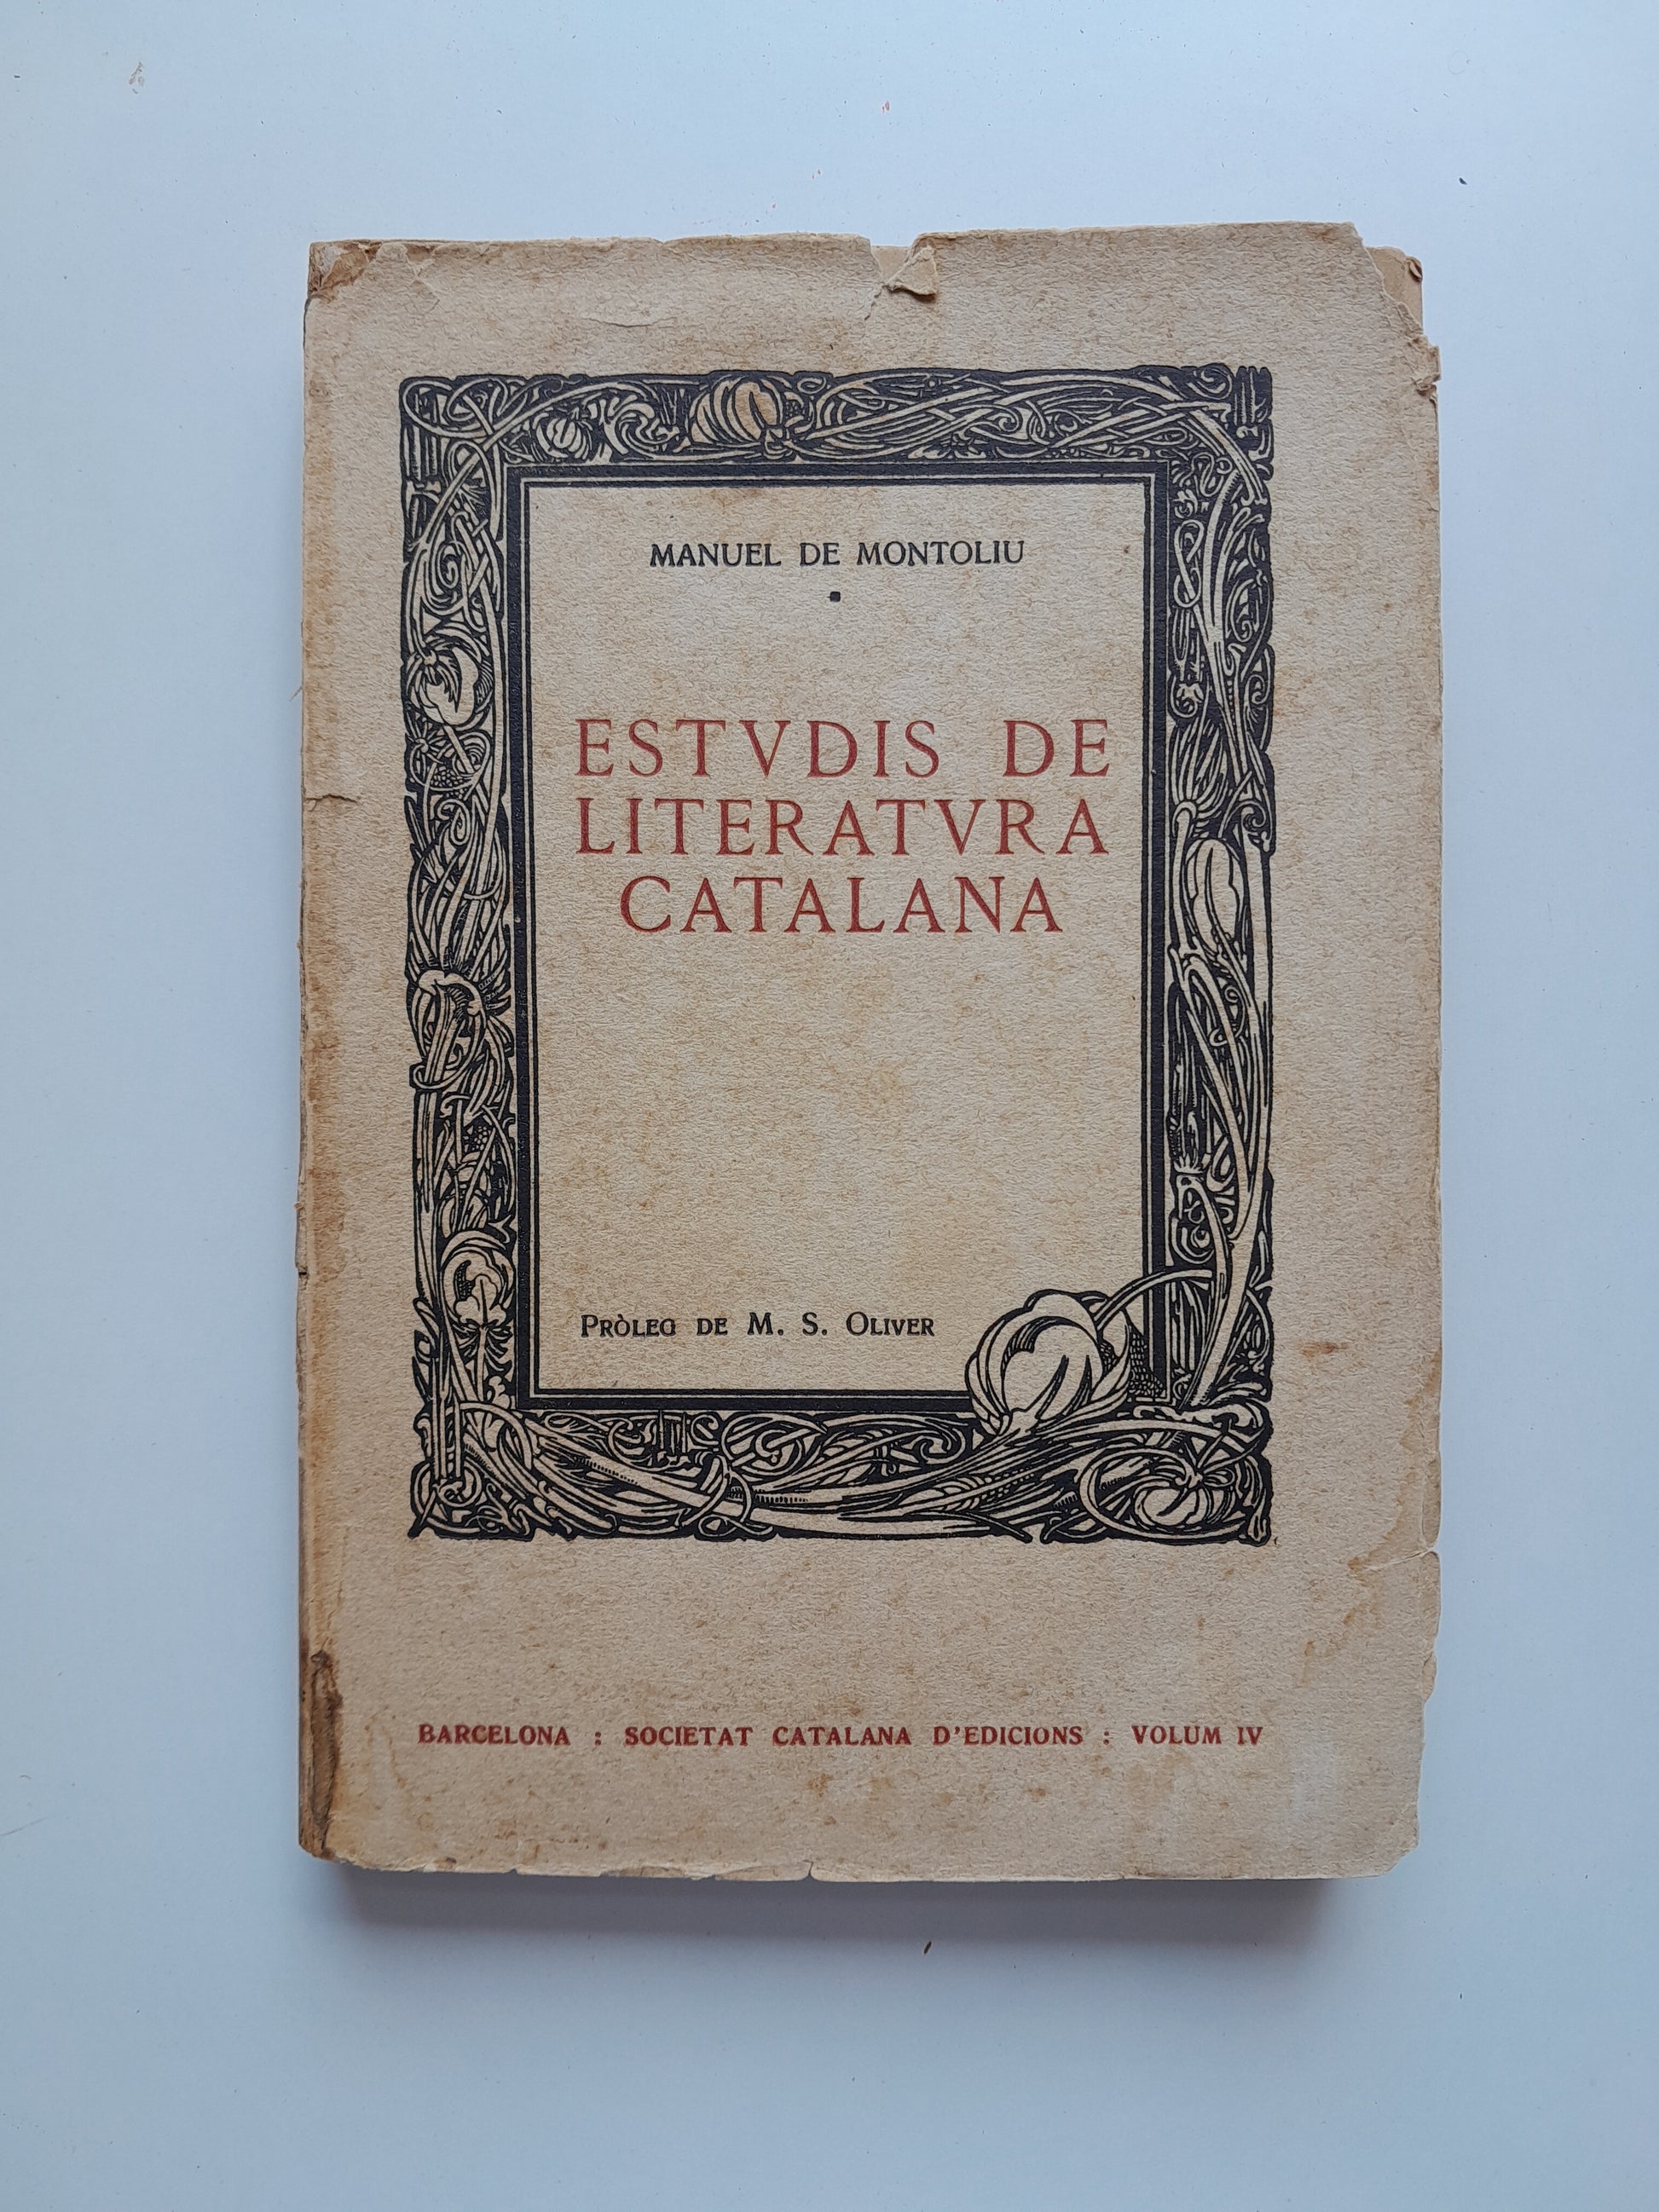 MANUEL DE MONTOLIU
ESTVDIS DE
LITERATVRA
CATALANA
PRÒLEG DE M. S. OLIVER
BARCELONA : SOCIETAT CATALANA D'EDICIONS : VOLUM IV